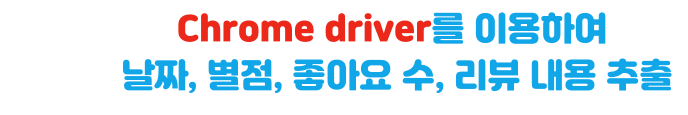 Chrome driver를 이용하여
날짜, 별점, 좋아요 수, 리뷰 내용 추출